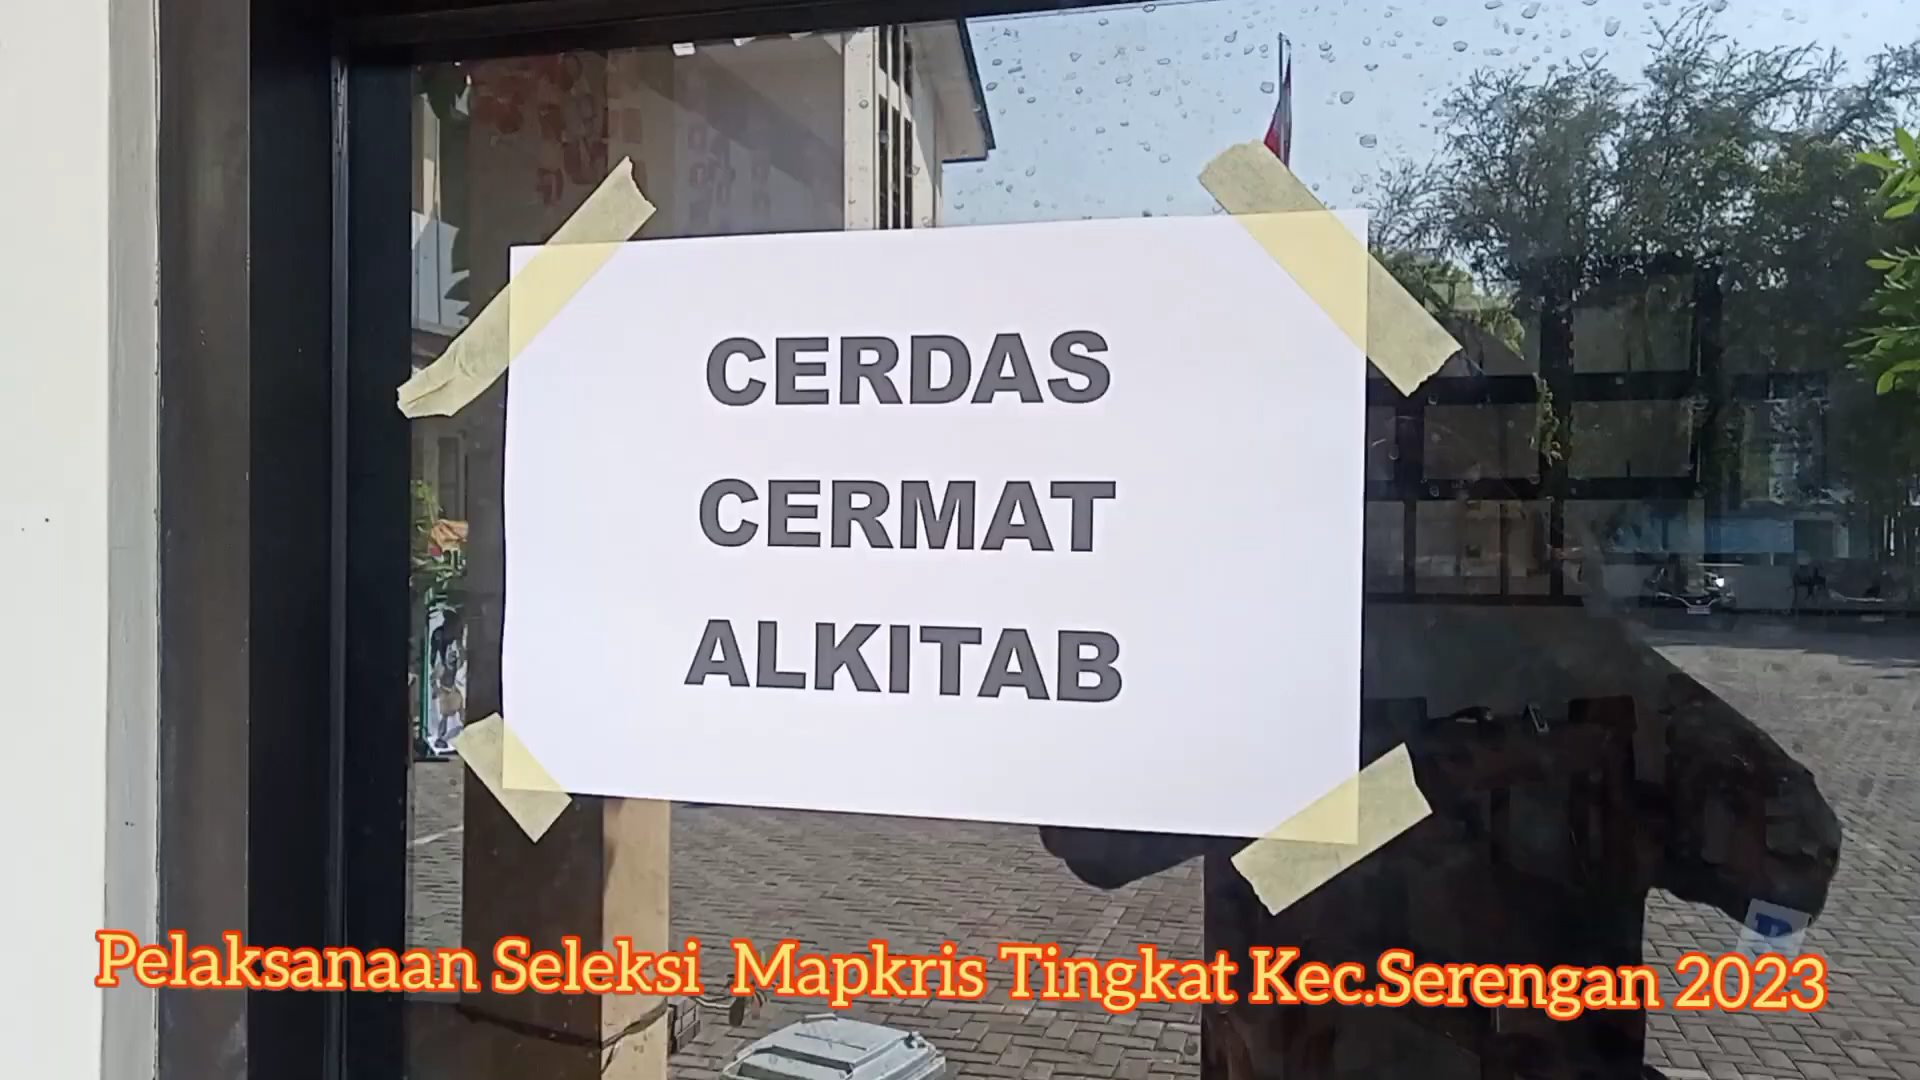 CERDAS
CERMAT
ALKITAB
Pelaksanaan Seleksi Mapkris Tingkat Kec.Serengan 2023